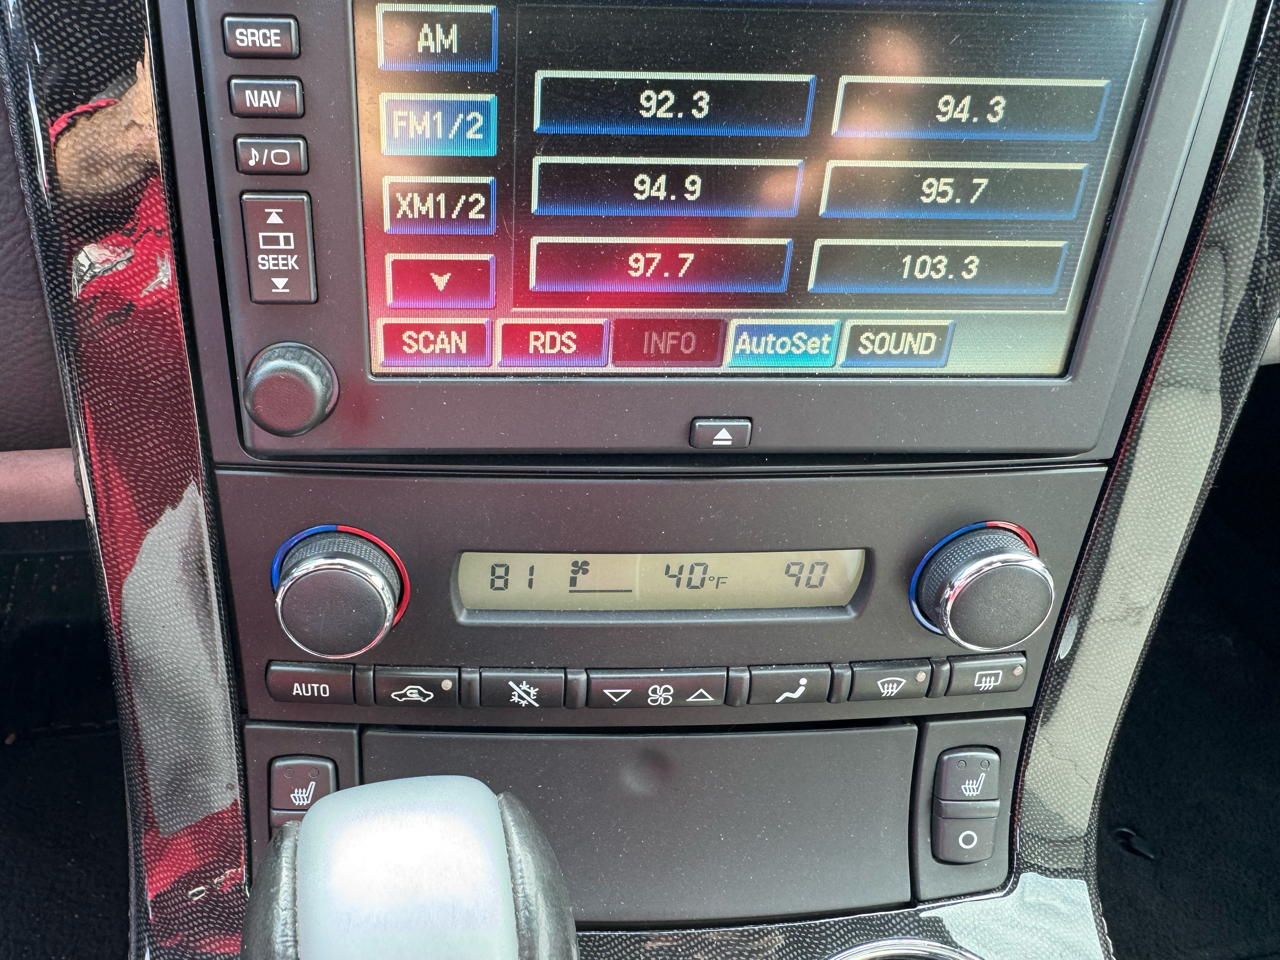 SRCE
AM
92.3 94.3
NAV
FM1/2
94.9 95.7
XM1/2
SEEK
97.7 103.3
SCAN RDS INFO AutoSet SOUND
81 40°F 90
AUTO